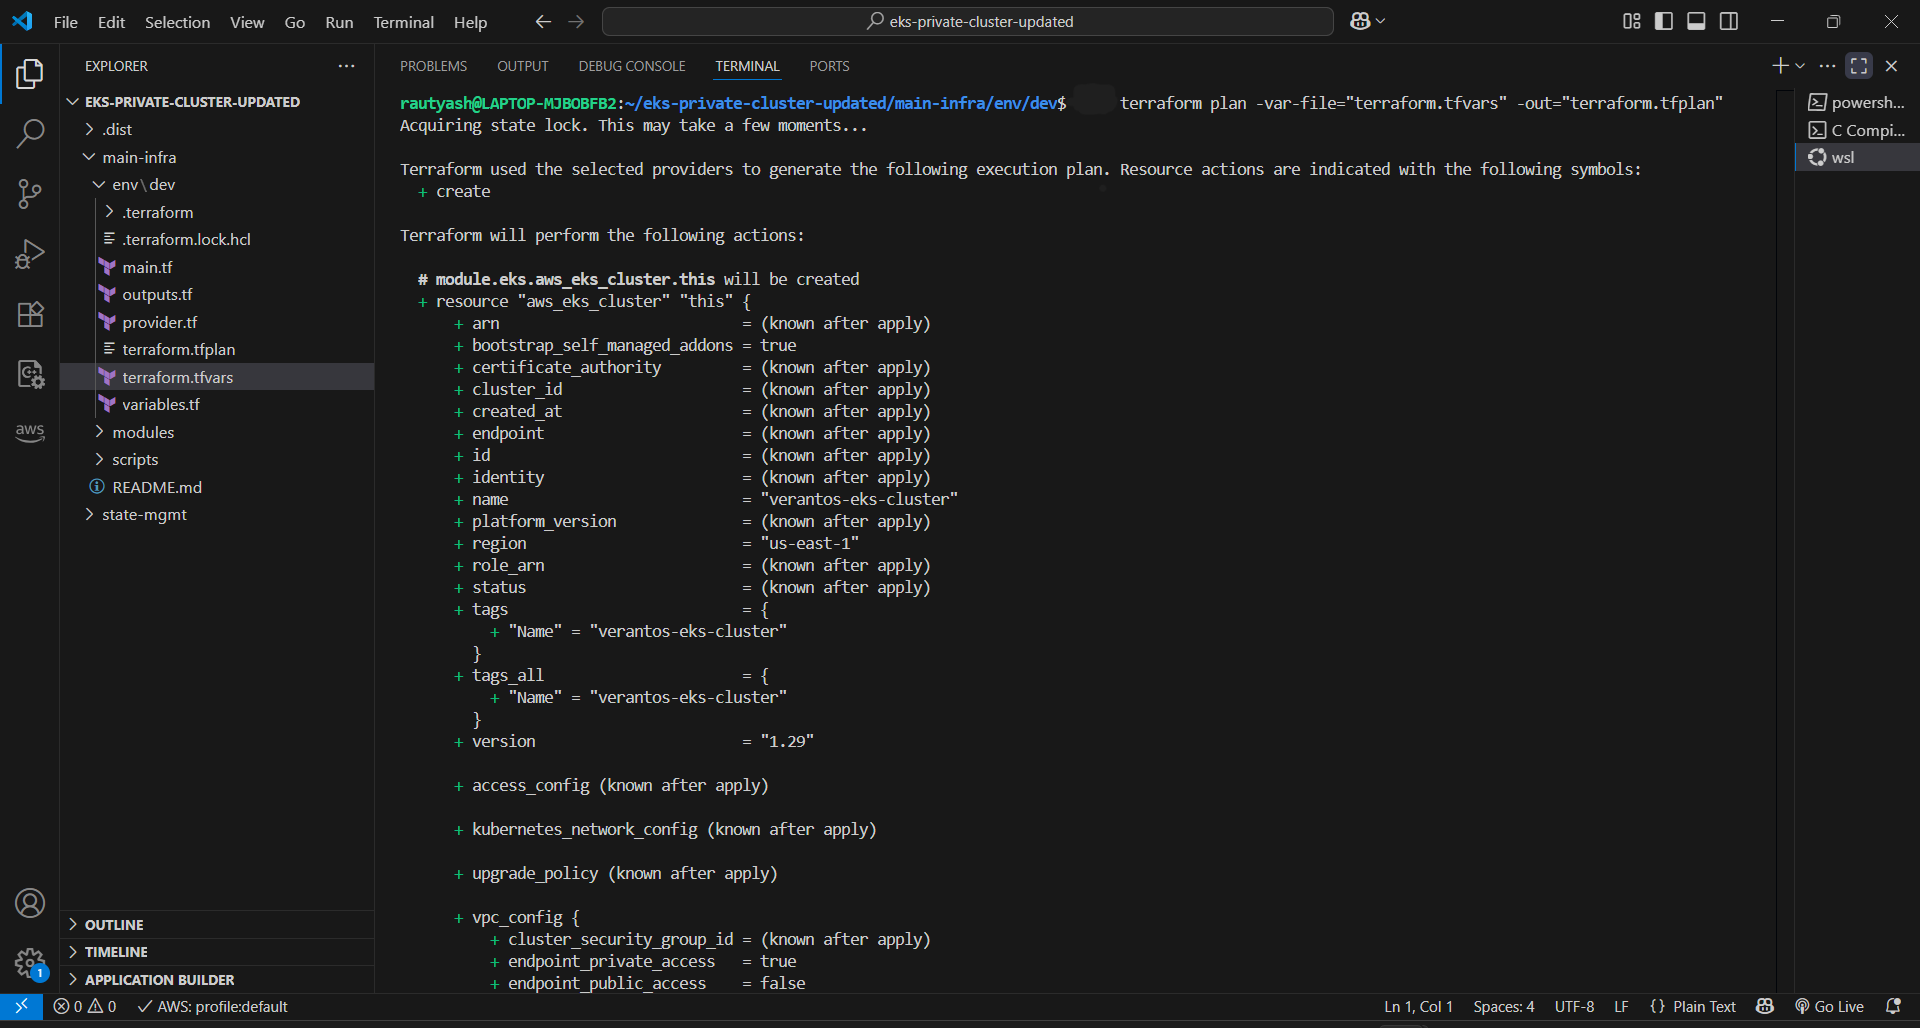 File Edit Selection View Go Run Terminal Help
eks-private-cluster-updated
EXPLORER
EKS-PRIVATE-CLUSTER-UPDATED
.dist
main-infra
env\dev
.terraform
.terraform.lock.hcl
main.tf
outputs.tf
provider.tf
terraform.tfplan
terraform.tfvars
variables.tf
modules
scripts
README.md
state-mgmt
aws
OUTLINE
TIMELINE
APPLICATION BUILDER
1
PROBLEMS OUTPUT DEBUG CONSOLE TERMINAL PORTS
rautyash@LAPTOP-MJBOBFB2:~/eks-private-cluster-updated/main-infra/env/dev$ terraform plan -var-file="terraform.tfvars" -out="terraform.tfplan"
Acquiring state lock. This may take a few moments...
Terraform used the selected providers to generate the following execution plan. Resource actions are indicated with the following symbols:
+ create
Terraform will perform the following actions:
# module.eks.aws_eks_cluster.this will be created
+ resource "aws_eks_cluster" "this" {
+ arn = (known after apply)
+ bootstrap_self_managed_addons = true
+ certificate_authority = (known after apply)
+ cluster_id = (known after apply)
+ created_at = (known after apply)
+ endpoint = (known after apply)
+ id = (known after apply)
+ identity = (known after apply)
+ name = "verantos-eks-cluster"
+ platform_version = (known after apply)
+ region = "us-east-1"
+ role_arn = (known after apply)
+ status = (known after apply)
+ tags = {
+ "Name" = "verantos-eks-cluster"
}
+ tags_all = {
+ "Name" = "verantos-eks-cluster"
}
+ version = "1.29"
+ access_config (known after apply)
+ kubernetes_network_config (known after apply)
+ upgrade_policy (known after apply)
+ vpc_config {
+ cluster_security_group_id = (known after apply)
+ endpoint_private_access = true
+ endpoint_public_access = false
powersh...
C Compi...
wsl
0 0 AWS: profile:default
Ln 1, Col 1 Spaces: 4 UTF-8 LF {} Plain Text Go Live